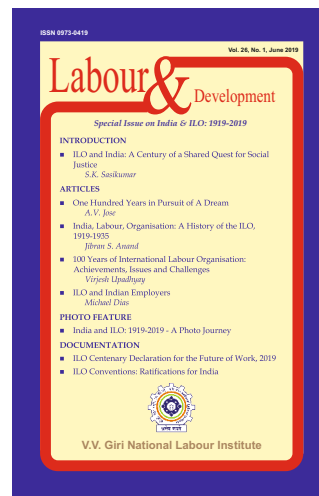 ISSN 0973-0419
Vol. 26, No. 1, June 2019
Labour
&
Development
Special Issue on India & ILO: 1919-2019
INTRODUCTION
■ ILO and India: A Century of a Shared Quest for Social
Justice
S.K. Sasikumar
ARTICLES
■ One Hundred Years in Pursuit of A Dream
A.V. Jose
■ India, Labour, Organisation: A History of the ILO,
1919-1935
Jibran S. Anand
■ 100 Years of International Labour Organisation:
Achievements, Issues and Challenges
Virjesh Upadhyay
■ ILO and Indian Employers
Michael Dias
PHOTO FEATURE
■ India and ILO: 1919-2019 - A Photo Journey
DOCUMENTATION
■ ILO Centenary Declaration for the Future of Work, 2019
■ ILO Conventions: Ratifications for India
श्रमेव जयते
V.V. Giri National Labour Institute